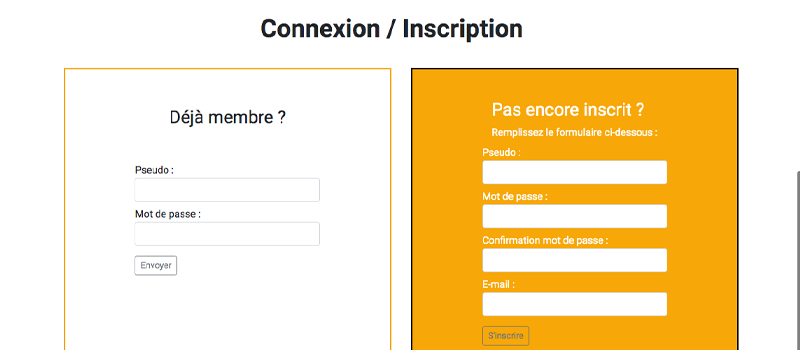 Connexion / Inscription
Déjà membre ?
Pseudo :
Mot de passe :
Envoyer
Pas encore inscrit ?
Remplissez le formulaire ci-dessous :
Pseudo :
Mot de passe :
Confirmation mot de passe :
E-mail :
S'inscrire